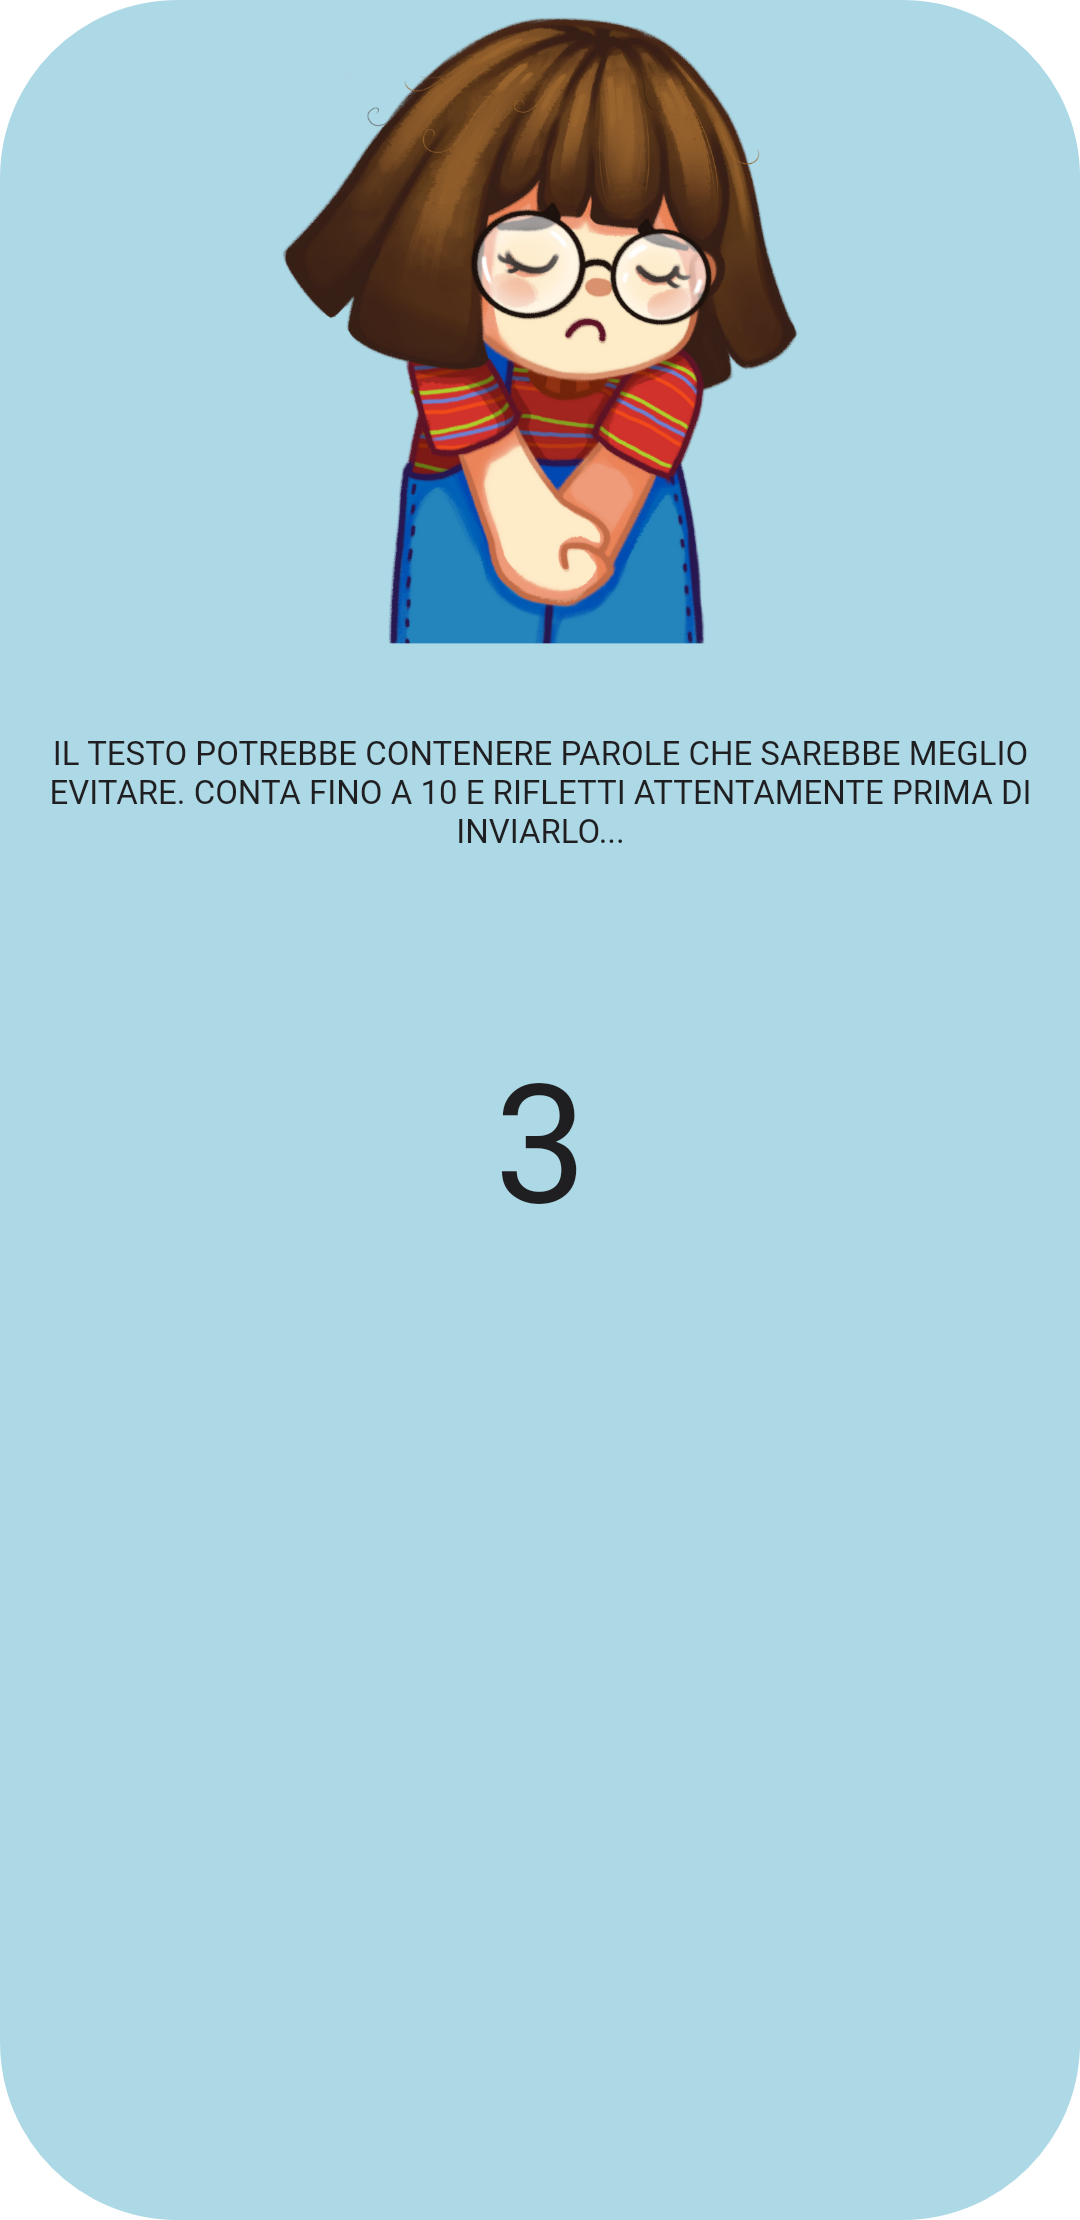 IL TESTO POTREBBE CONTENERE PAROLE CHE SAREBBE MEGLIO
EVITARE. CONTA FINO A 10 E RIFLETTI ATTENTAMENTE PRIMA DI
INVIARLO...
3